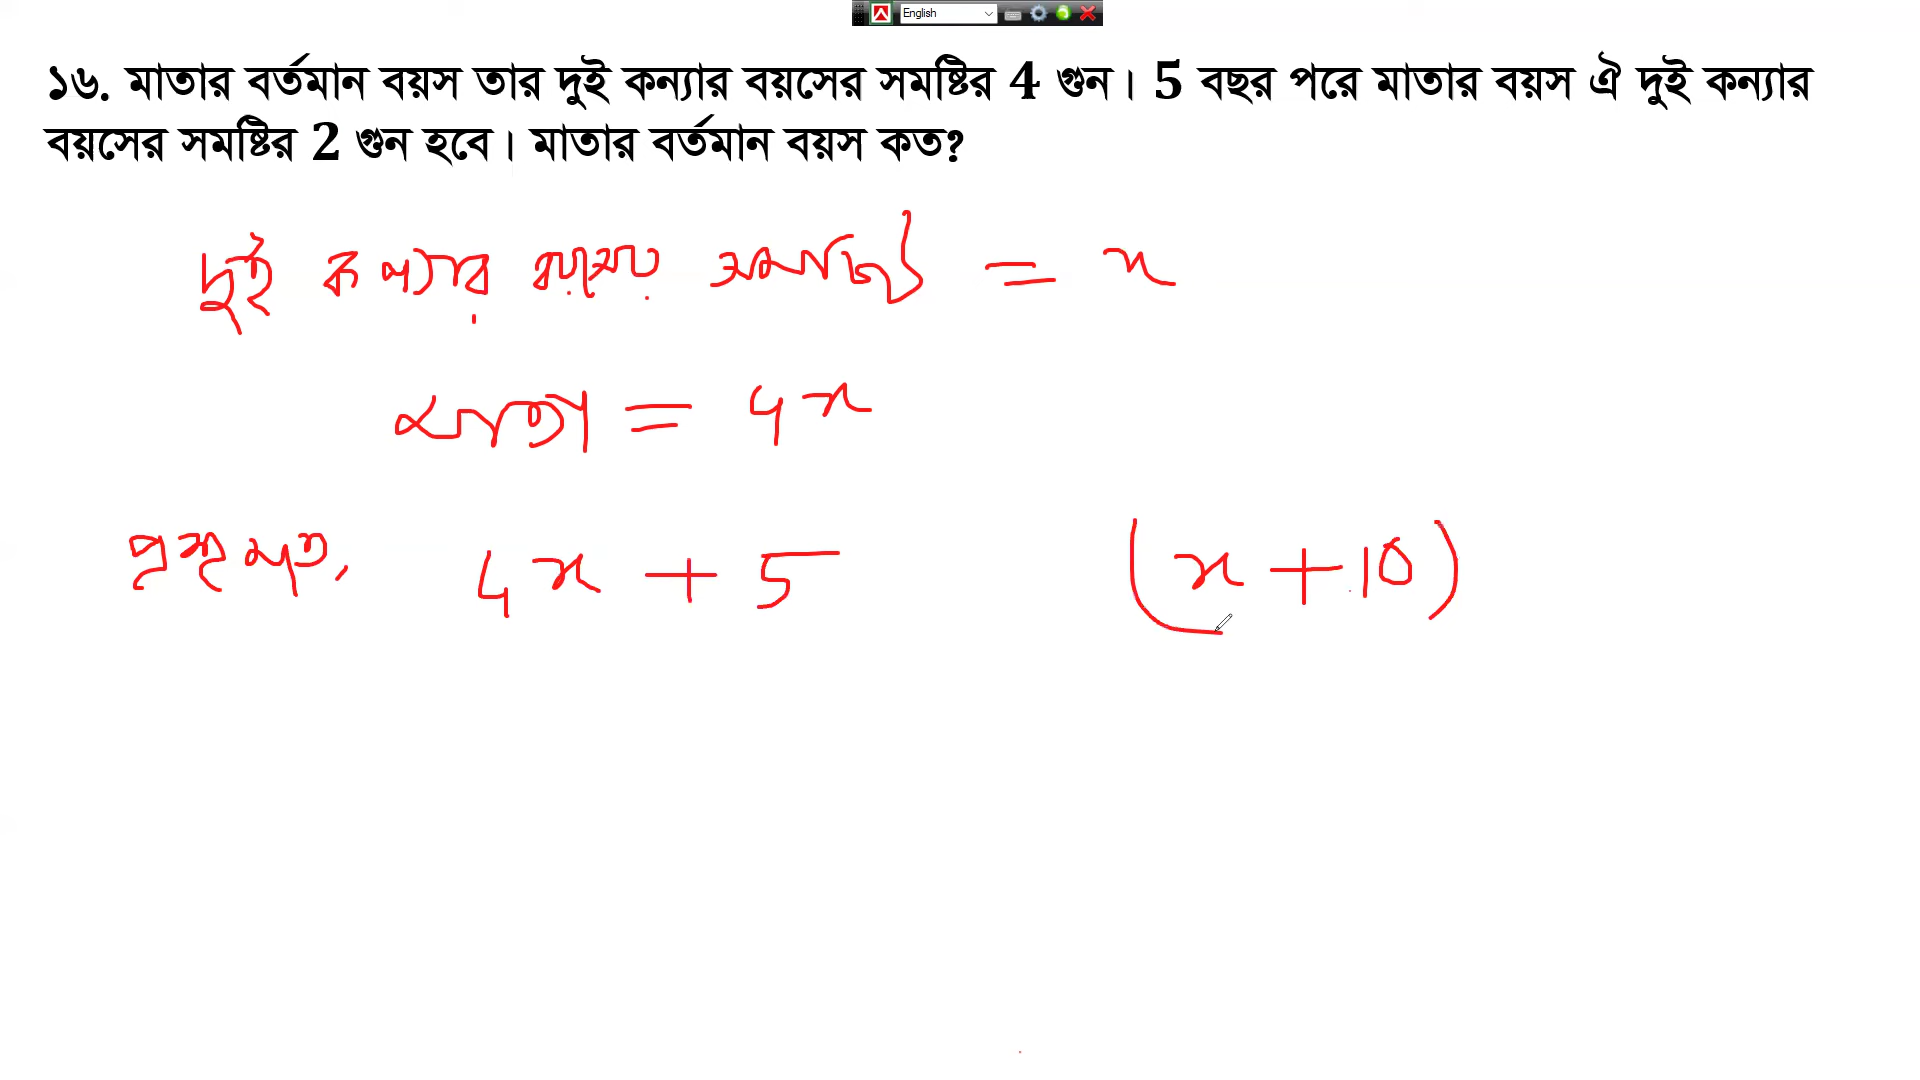 English
১৬. মাতার বর্তমান বয়স তার দুই কন্যার বয়সের সমষ্টির 4 গুন। 5 বছর পরে মাতার বয়স ঐ দুই কন্যার
বয়সের সমষ্টির 2 গুন হবে। মাতার বর্তমান বয়স কত?
দুই কন্যার বয়সের সমষ্টি = x
মাতা = 4x
প্রশ্নমতে, 4x + 5 (x + 10)